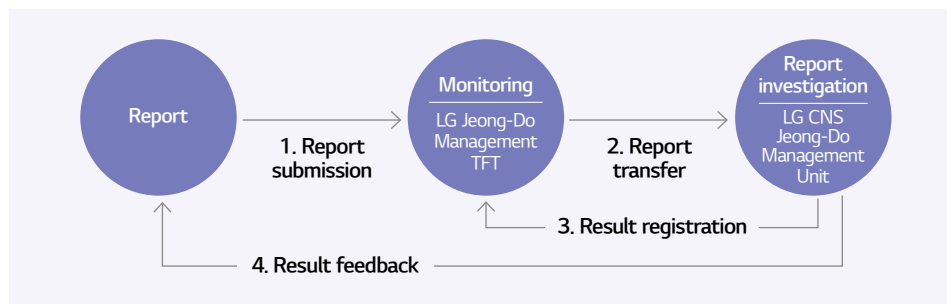 Report
1. Report
submission
Monitoring
LG Jeong-Do
Management
TFT
2. Report
transfer
Report
investigation
LG CNS
Jeong-Do
Management
Unit
3. Result registration
4. Result feedback